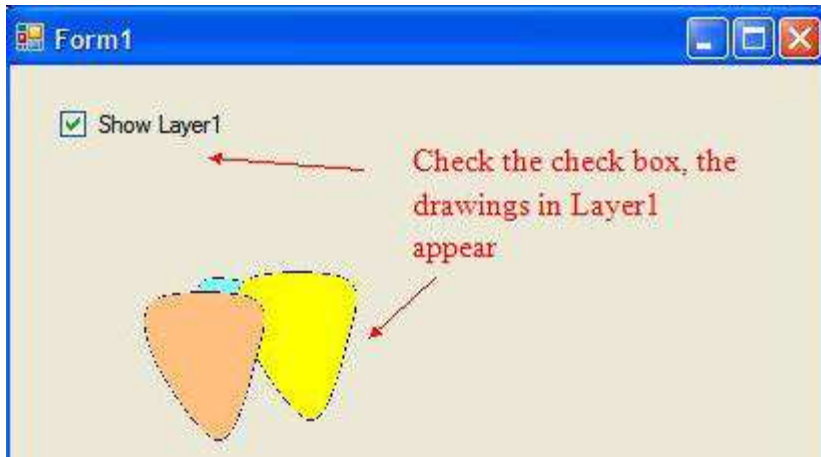 Form1
Show Layer1
Check the check box, the
drawings in Layer1
appear